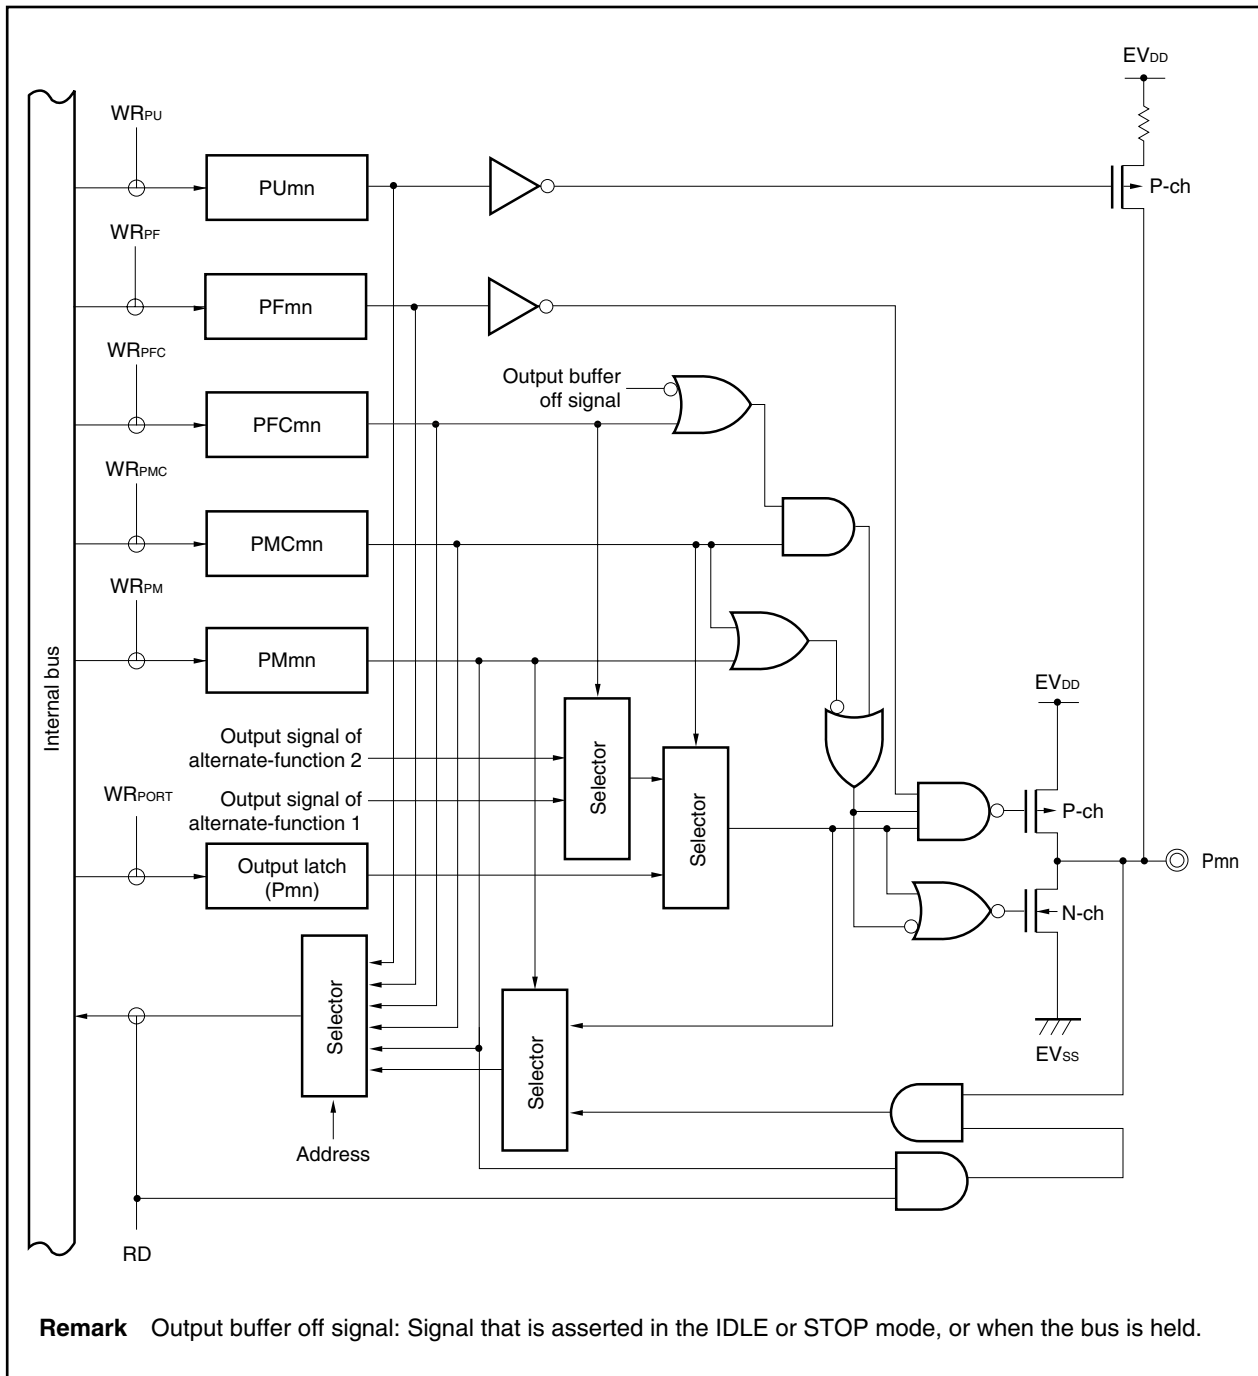 EVDD
WRPU
PUmn
P-ch
WRPF
PFmn
WRPFC
Output buffer
off signal
PFCmn
WRPMC
PMCmn
WRPM
PMmn
Internal bus
EVDD
Output signal of
alternate-function 2
Selector
Output signal of
alternate-function 1
WRPORT
Selector
P-ch
Output latch
(Pmn)
Pmn
N-ch
Selector
Selector
EVSS
Address
RD
Remark Output buffer off signal: Signal that is asserted in the IDLE or STOP mode, or when the bus is held.